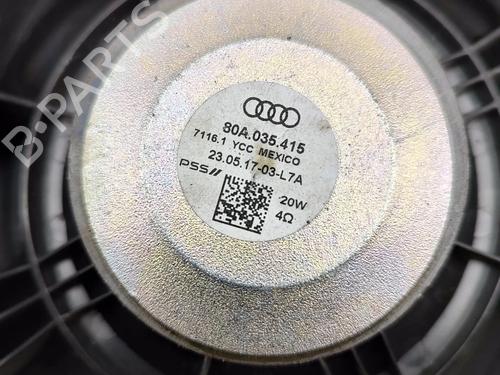 80A.035.415
7116.1 YCC MEXICO
23.05.17-03-L7A
PSS//
20W
4Ω
B-PARTS